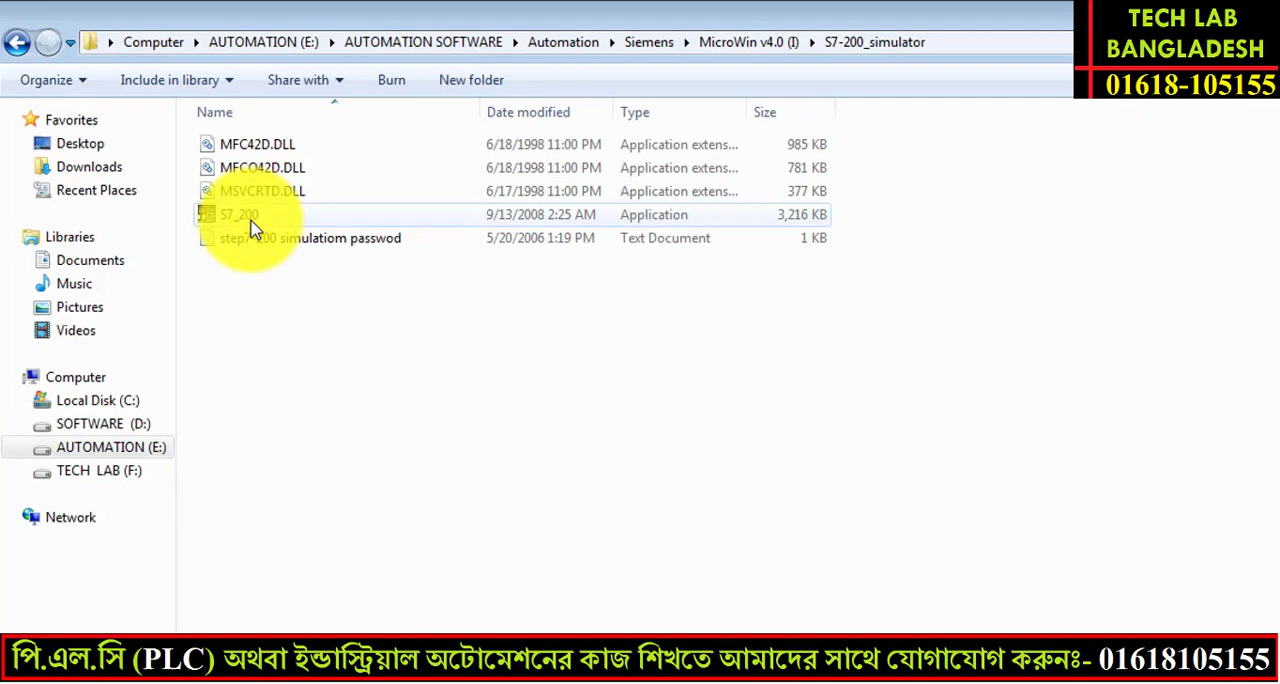 TECH LAB
BANGLADESH
01618-105155
Computer AUTOMATION (E:) AUTOMATION SOFTWARE Automation Siemens MicroWin v4.0 (I) S7-200_simulator
Organize Include in library Share with Burn New folder
Name Date modified Type Size
Favorites
Desktop
Downloads
Recent Places
Libraries
Documents
Music
Pictures
Videos
Computer
Local Disk (C:)
SOFTWARE (D:)
AUTOMATION (E:)
TECH LAB (F:)
Network
MFC42D.DLL 6/18/1998 11:00 PM Application extens... 985 KB
MFCO42D.DLL 6/18/1998 11:00 PM Application extens... 781 KB
MSVCRTD.DLL 6/17/1998 11:00 PM Application extens... 377 KB
S7_200 9/13/2008 2:25 AM Application 3,216 KB
step7-200 simulatiom passwod 5/20/2006 1:19 PM Text Document 1 KB
পি.এল.সি (PLC) অথবা ইন্ডাস্ট্রিয়াল অটোমেশনের কাজ শিখতে আমাদের সাথে যোগাযোগ করুনঃ- 01618105155